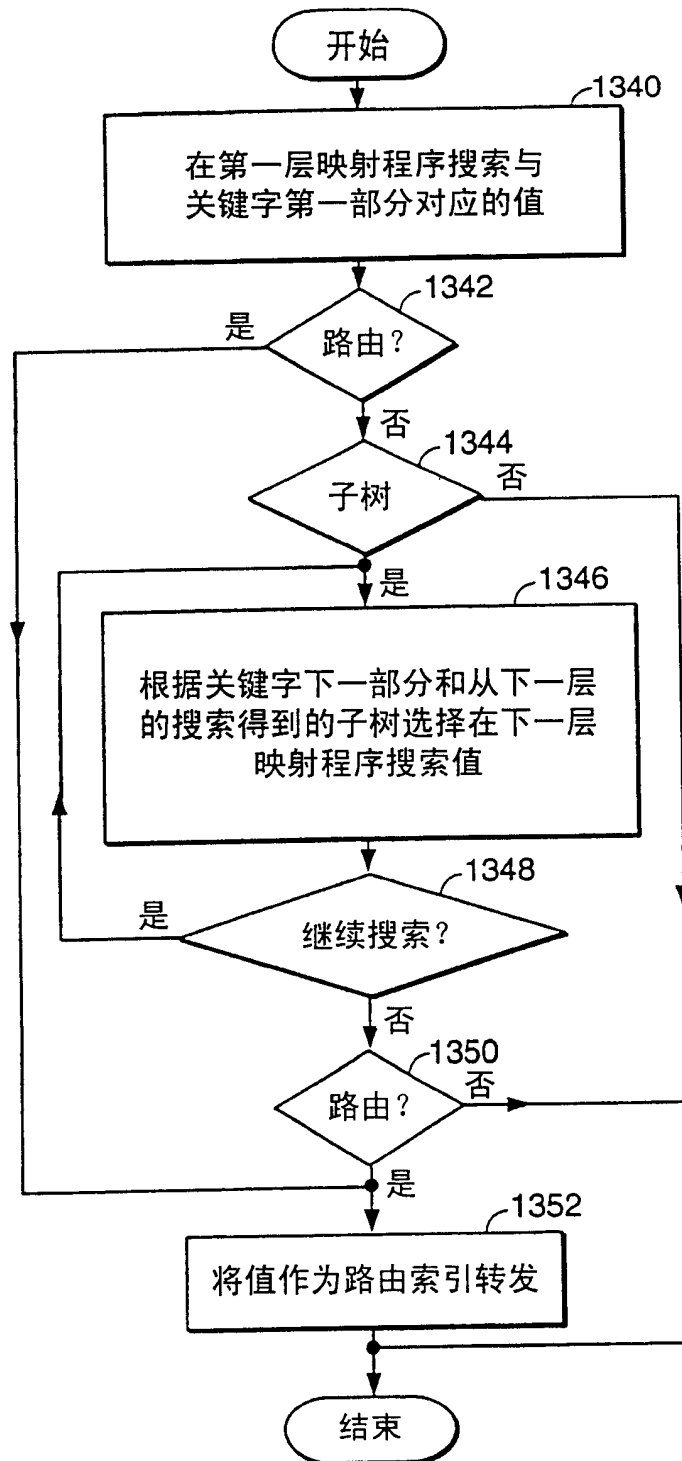 开始
1340
在第一层映射程序搜索与
关键字第一部分对应的值
1342
是
路由?
否
1344
否
子树
是
1346
根据关键字下一部分和从下一层
的搜索得到的子树选择在下一层
映射程序搜索值
1348
是
继续搜索?
否
1350
否
路由?
是
1352
将值作为路由索引转发
结束